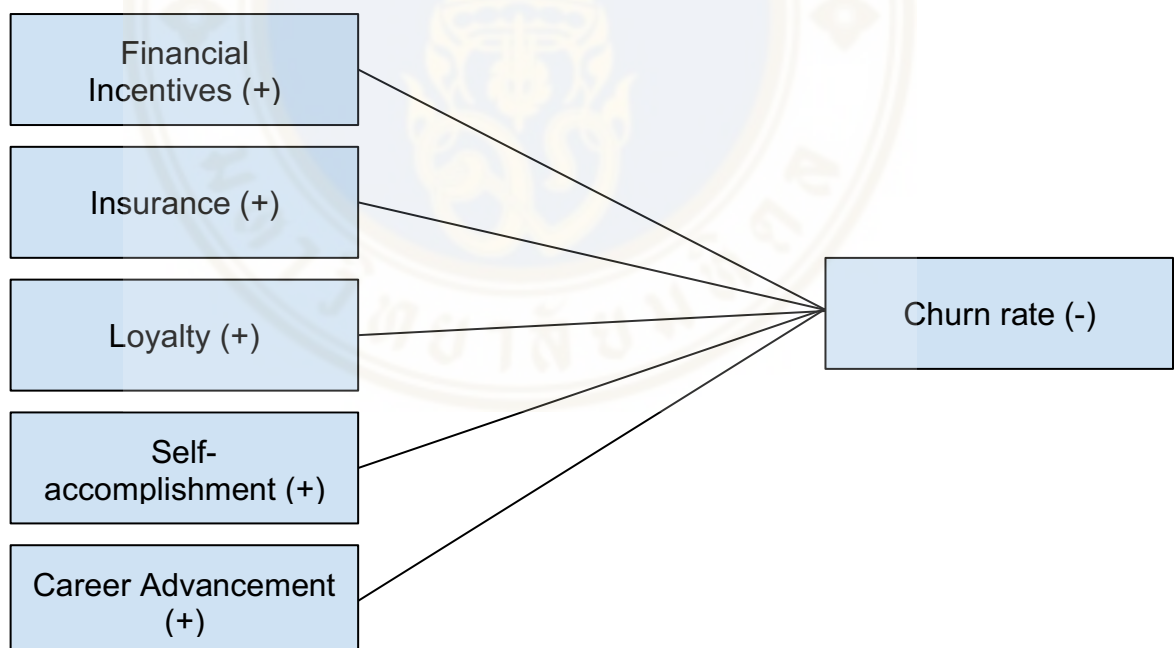 Financial
Incentives (+)
Insurance (+)
Loyalty (+)
Self-
accomplishment (+)
Career Advancement
(+)
Churn rate (-)